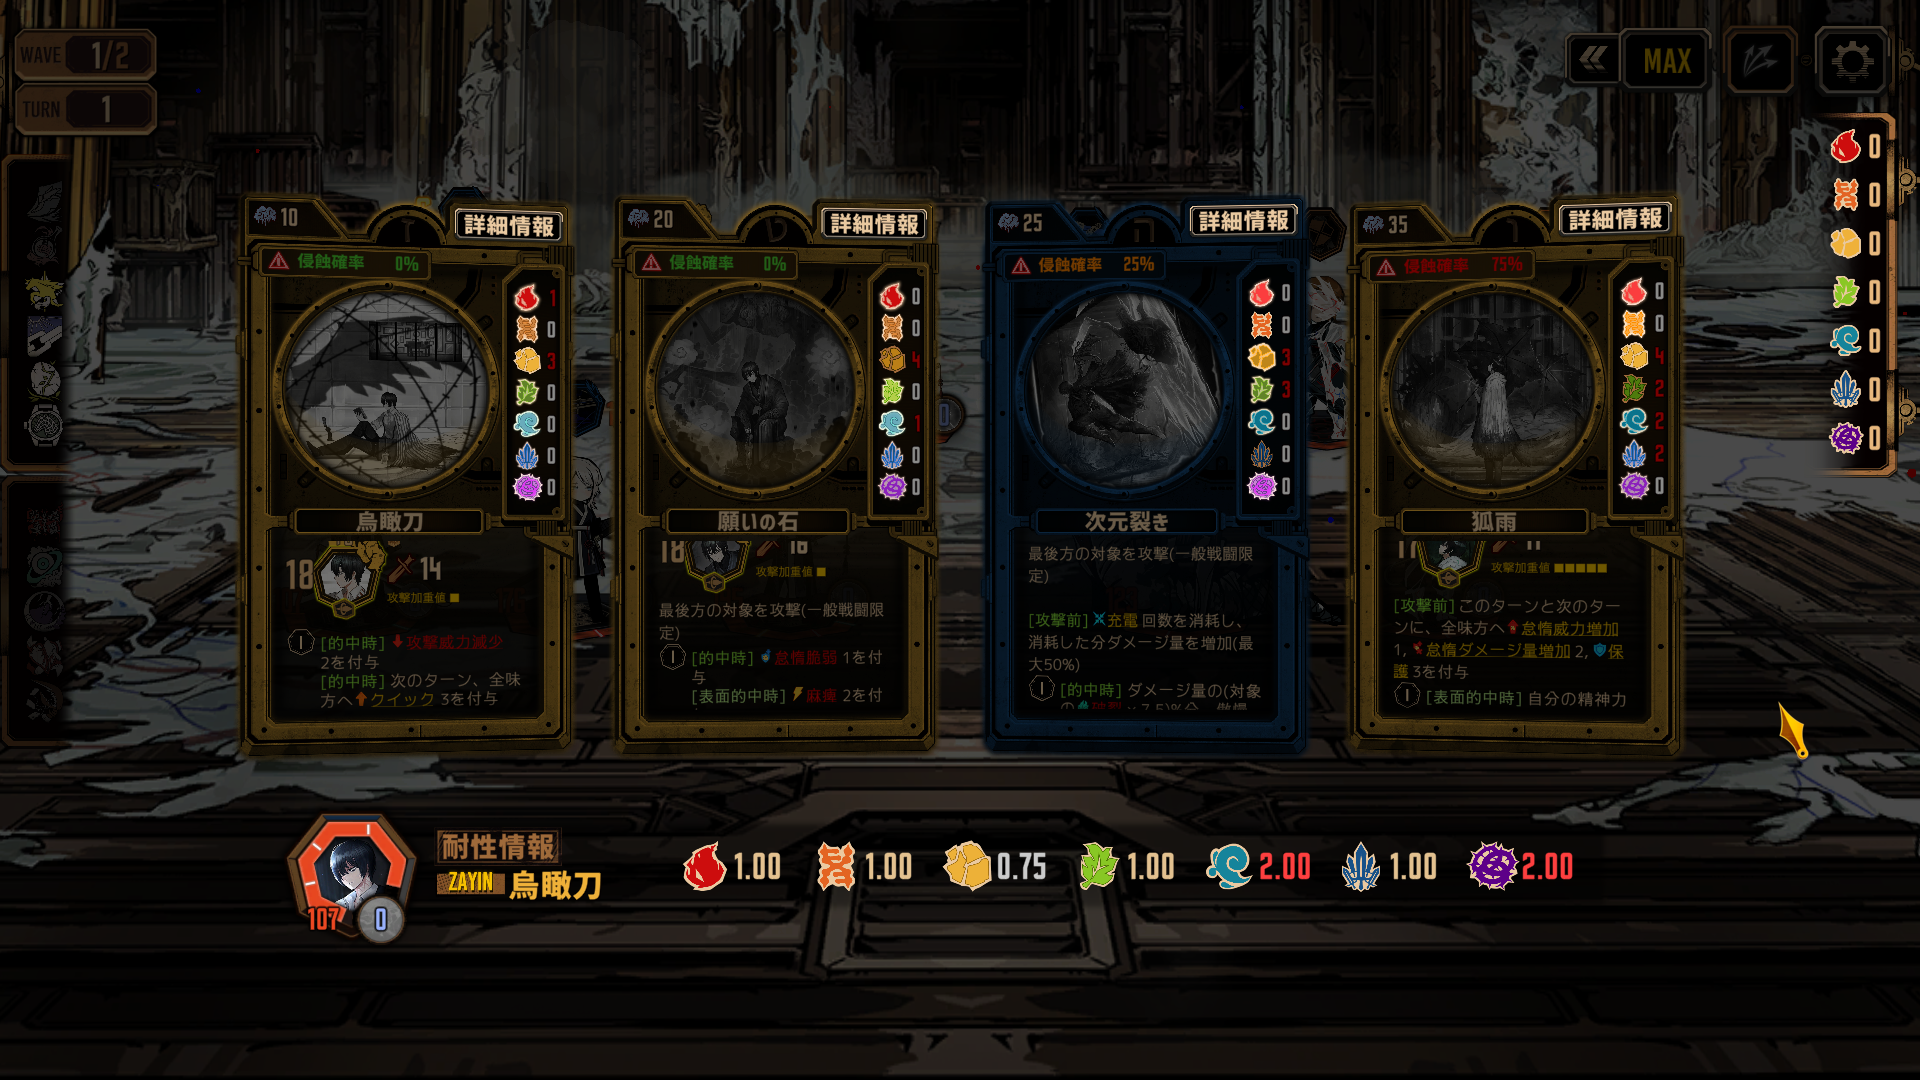 WAVE 1/2
TURN 1
MAX
10 詳細情報
侵蝕確率 0%
1
0
3
0
0
0
0
烏瞰刀
18 14
攻撃加重値
I [的中時] 攻撃威力減少
2を付与
[的中時] 次のターン、全味
方へクイック 3を付与
20 詳細情報
侵蝕確率 0%
0
0
4
0
1
0
0
願いの石
18 16
攻撃加重値
最後方の対象を攻撃(一般戦闘限
定)
I [的中時] 怠惰脆弱 1を付
与
[表面的中時] 麻痺 2を付
25 詳細情報
侵蝕確率 25%
0
0
3
3
0
0
0
次元裂き
最後方の対象を攻撃(一般戦闘限
定)
[攻撃前] 充電 回数を消耗し、
消耗した分ダメージ量を増加(最
大50%)
I [的中時] ダメージ量の(対象
の破裂 x 7.5)%分、傲慢
35 詳細情報
侵蝕確率 75%
0
0
4
2
2
2
0
狐雨
攻撃加重値
[攻撃前] このターンと次のター
ンに、全味方へ怠惰威力増加
1, 怠惰ダメージ量増加 2, 保
護 3を付与
I [表面的中時] 自分の精神力
0
0
0
0
0
0
0
耐性情報
ZAYIN 烏瞰刀
107 0
1.00 1.00 0.75 1.00 2.00 1.00 2.00